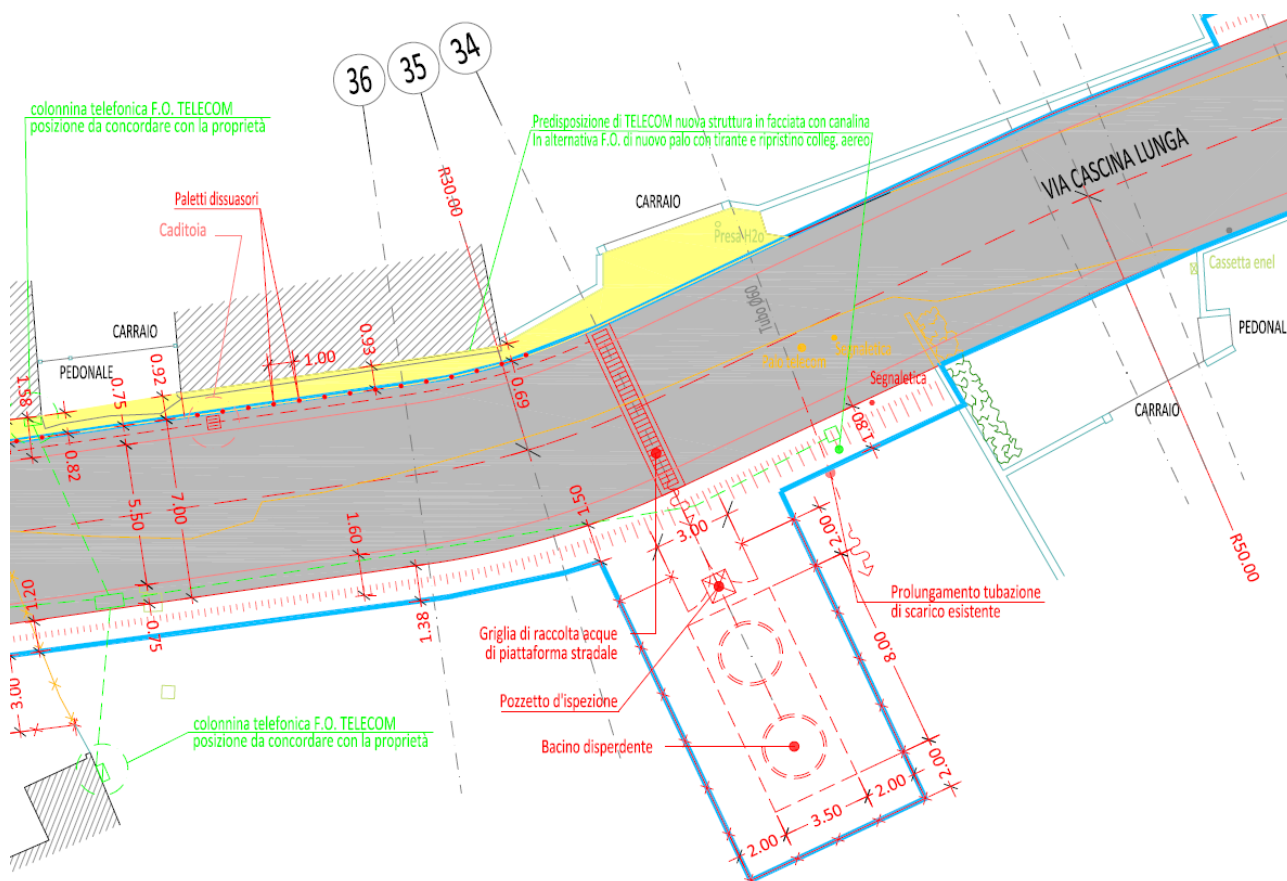 36
35
34
colonnina telefonica F.O. TELECOM
posizione da concordare con la proprietà
Predisposizione di TELECOM nuova struttura in facciata con canalina
In alternativa F.O. di nuovo palo con tirante e ripristino colleg. aereo
R30.00
VIA CASCINA LUNGA
Paletti dissuasori
Caditoia
CARRAIO
Presa H2o
Cassetta enel
Tubo Ø60
CARRAIO
PEDONALE
PEDONALE
1.00
0.93
0.92
0.75
1.58
0.69
Segnaletica
Palo telecom
Segnaletica
CARRAIO
1.80
0.82
5.50
7.00
1.50
1.60
3.00
2.00
R50.00
1.20
0.75
1.38
Prolungamento tubazione
di scarico esistente
Griglia di raccolta acque
di piattaforma stradale
8.00
3.00
Pozzetto d'ispezione
colonnina telefonica F.O. TELECOM
posizione da concordare con la proprietà
Bacino disperdente
2.00
2.00
3.50
2.00